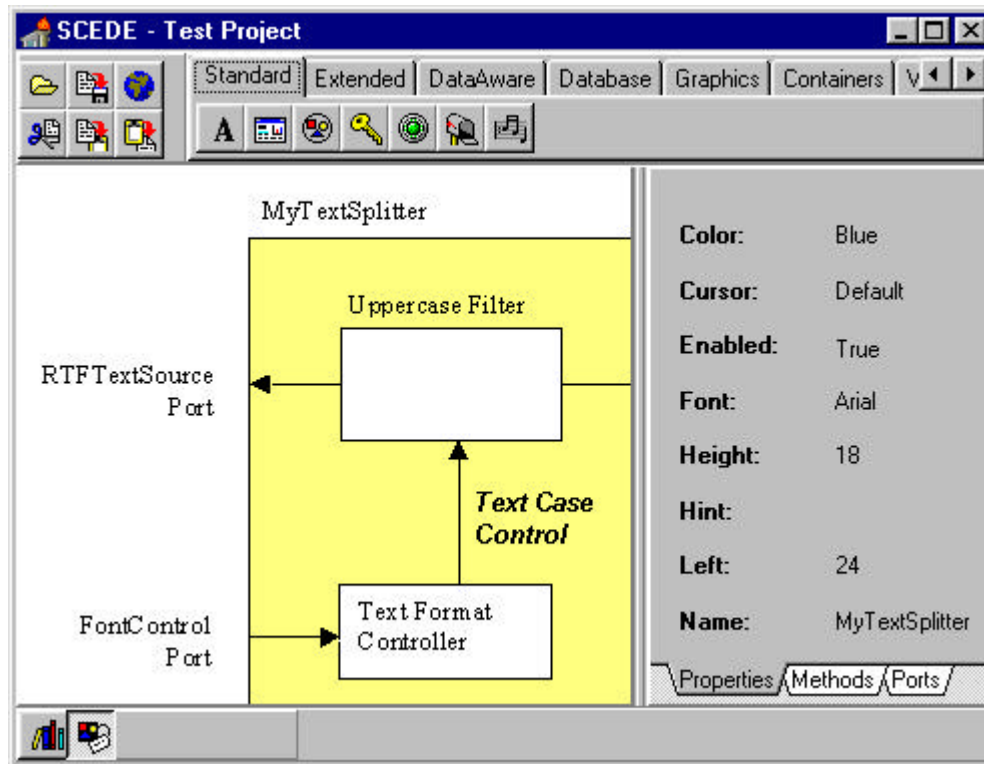 SCEDE - Test Project
Standard Extended DataAware Database Graphics Containers V
A
MyTextSplitter
Uppercase Filter
RTFTextSource
Port
Text Case
Control
Text Format
Controller
FontControl
Port
Color: Blue
Cursor: Default
Enabled: True
Font: Arial
Height: 18
Hint:
Left: 24
Name: MyTextSplitter
Properties Methods Ports